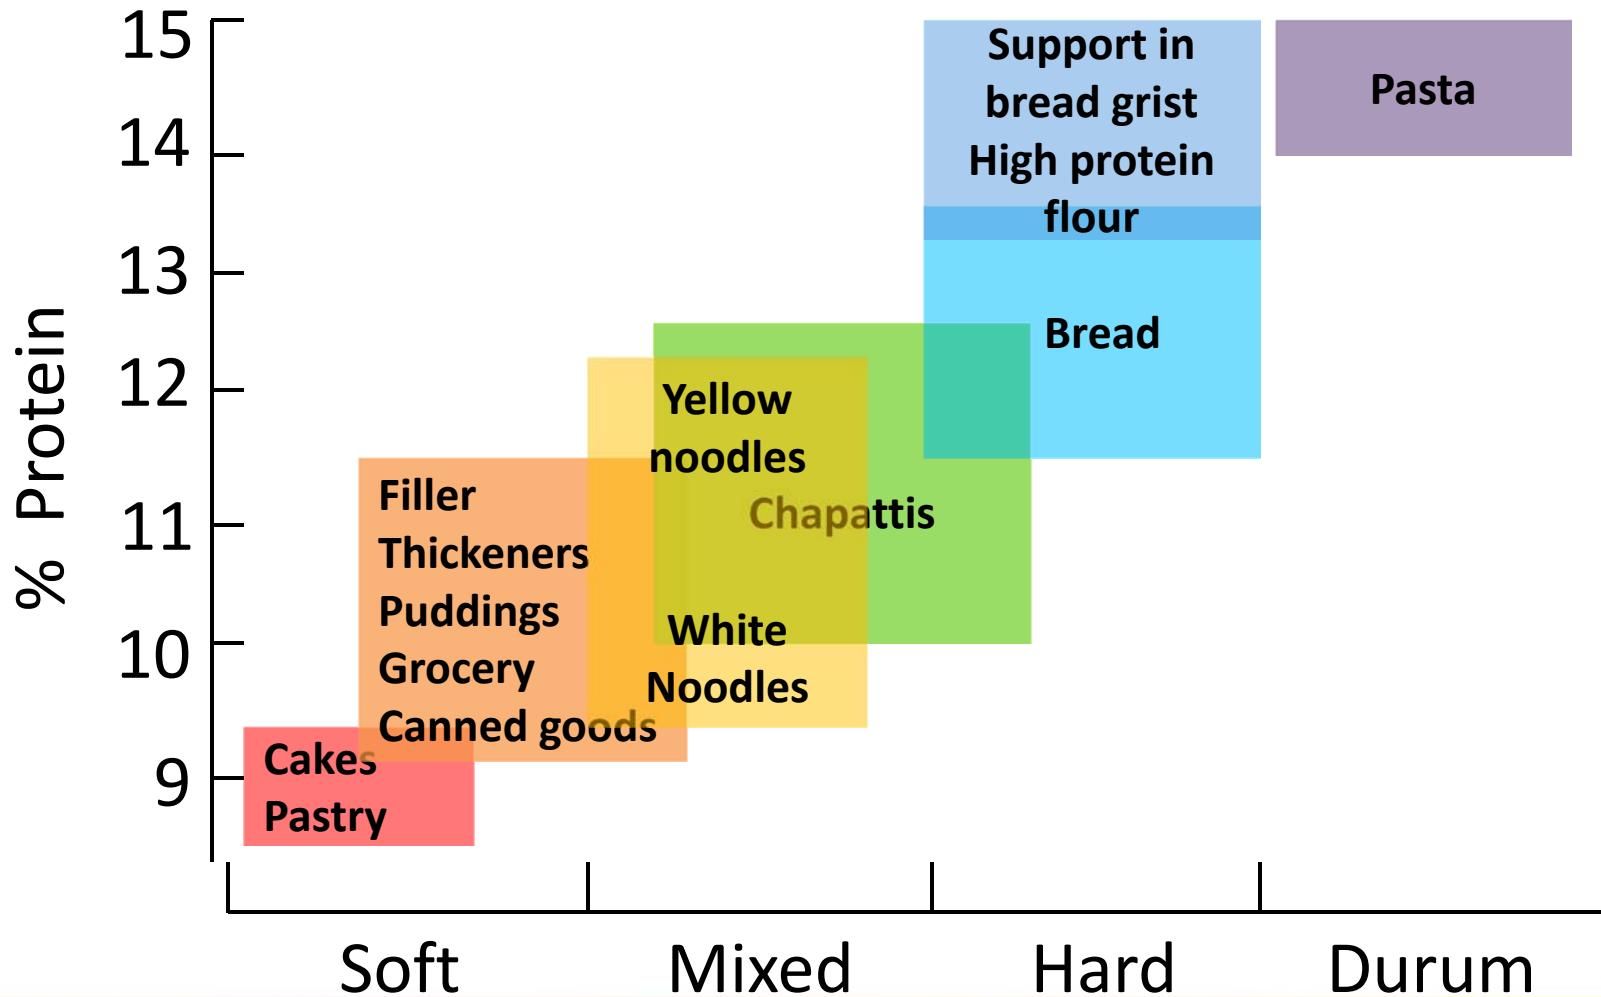 15
14
13
12
11
10
9
% Protein
Support in
bread grist
High protein
flour
Pasta
Bread
Yellow
noodles
Chapattis
White
Noodles
Filler
Thickeners
Puddings
Grocery
Canned goods
Cakes
Pastry
Soft
Mixed
Hard
Durum